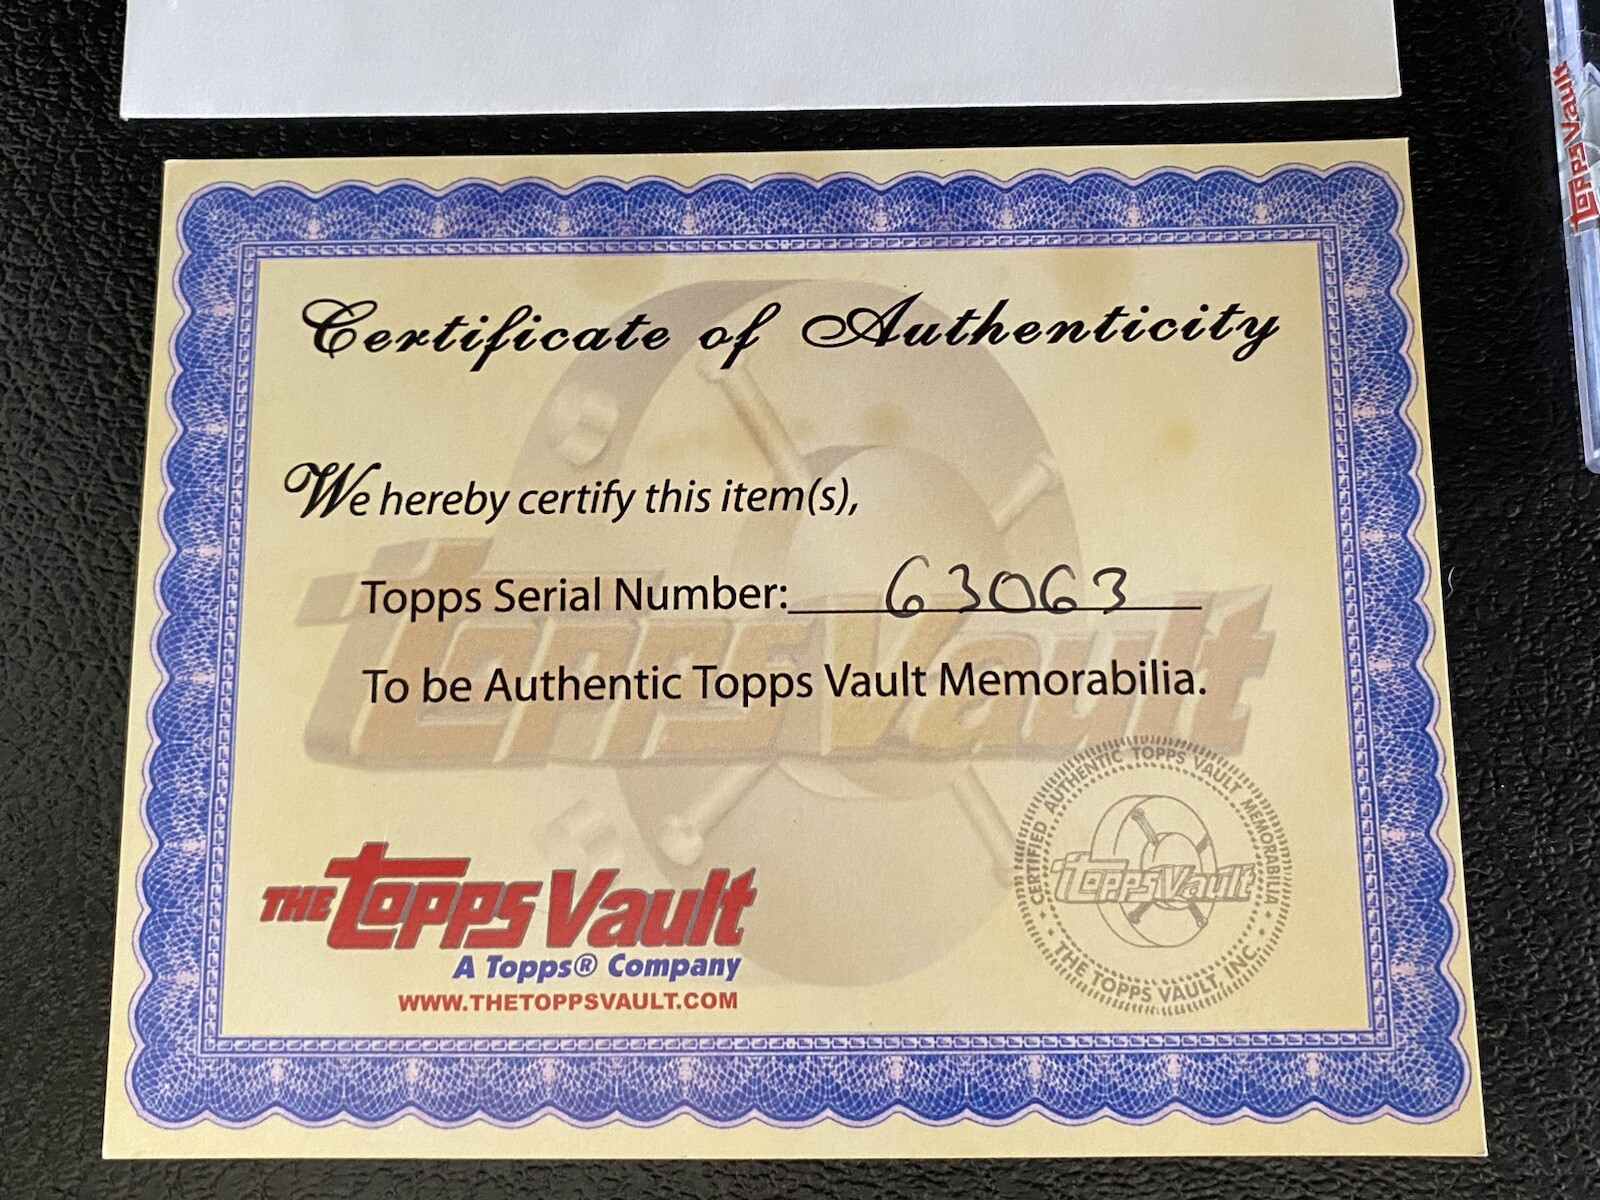 Certificate of Authenticity
We hereby certify this item(s),
Topps Serial Number: 63063
To be Authentic Topps Vault Memorabilia.
Topps Vault
THE Topps Vault
A Topps® Company
WWW.THETOPPSVAULT.COM
CERTIFIED AUTHENTIC TOPPS VAULT MEMORABILIA
Topps Vault
THE TOPPS VAULT, INC.
Topps Vault